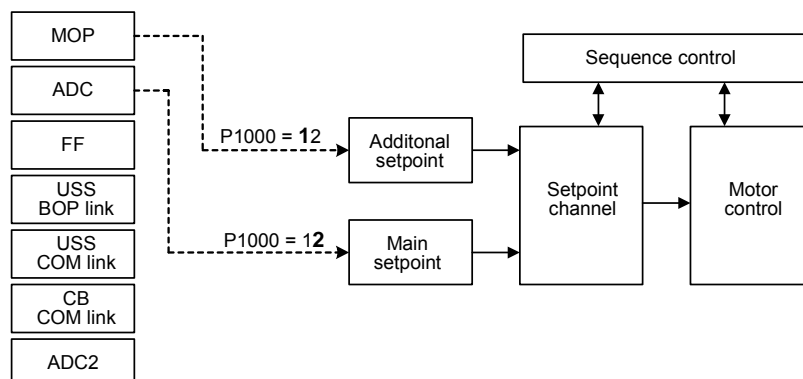 MOP
ADC
FF
USS
BOP link
USS
COM link
CB
COM link
ADC2
P1000 = 12
P1000 = 12
Additonal
setpoint
Main
setpoint
Sequence control
Setpoint
channel
Motor
control